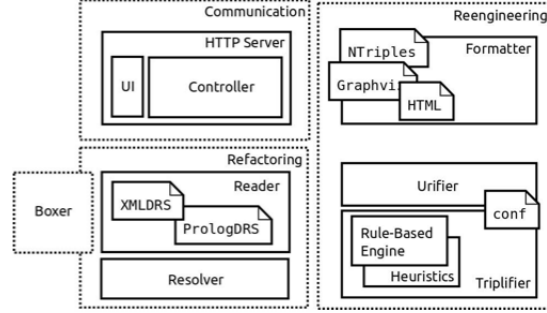 Communication
HTTP Server
UI
Controller
Refactoring
Reader
XMLDRS
PrologDRS
Boxer
Resolver
Reengineering
Formatter
NTriples
HTML
Urifier
conf
Rule-Based
Engine
Heuristics
Triplifier